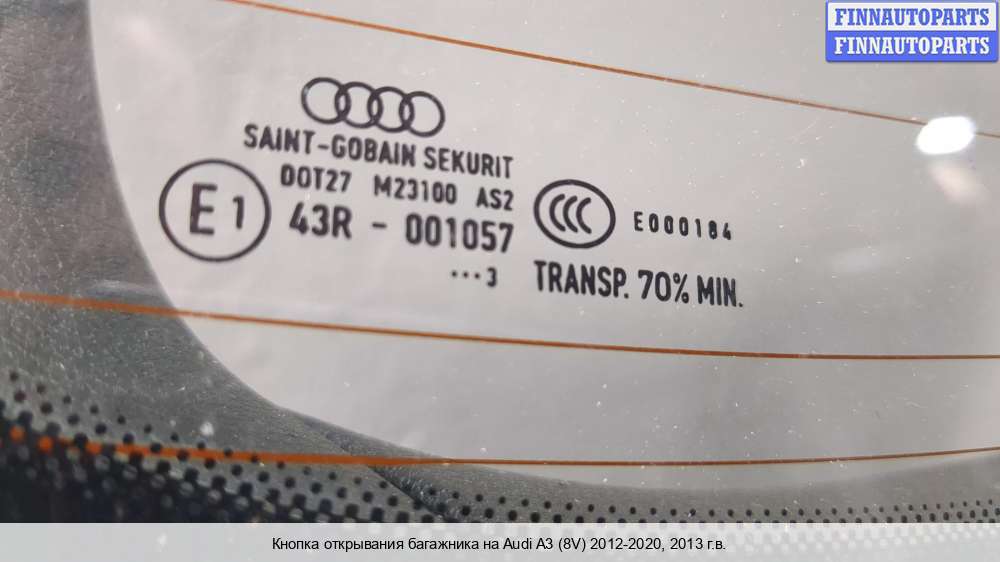 FINNAUTOPARTS
FINNAUTOPARTS
SAINT-GOBAIN SEKURIT
DOT27 M23100 AS2
E1 43R - 001057
CCC E000184
•••3
TRANSP. 70% MIN.
Кнопка открывания багажника на Audi A3 (8V) 2012-2020, 2013 г.в.